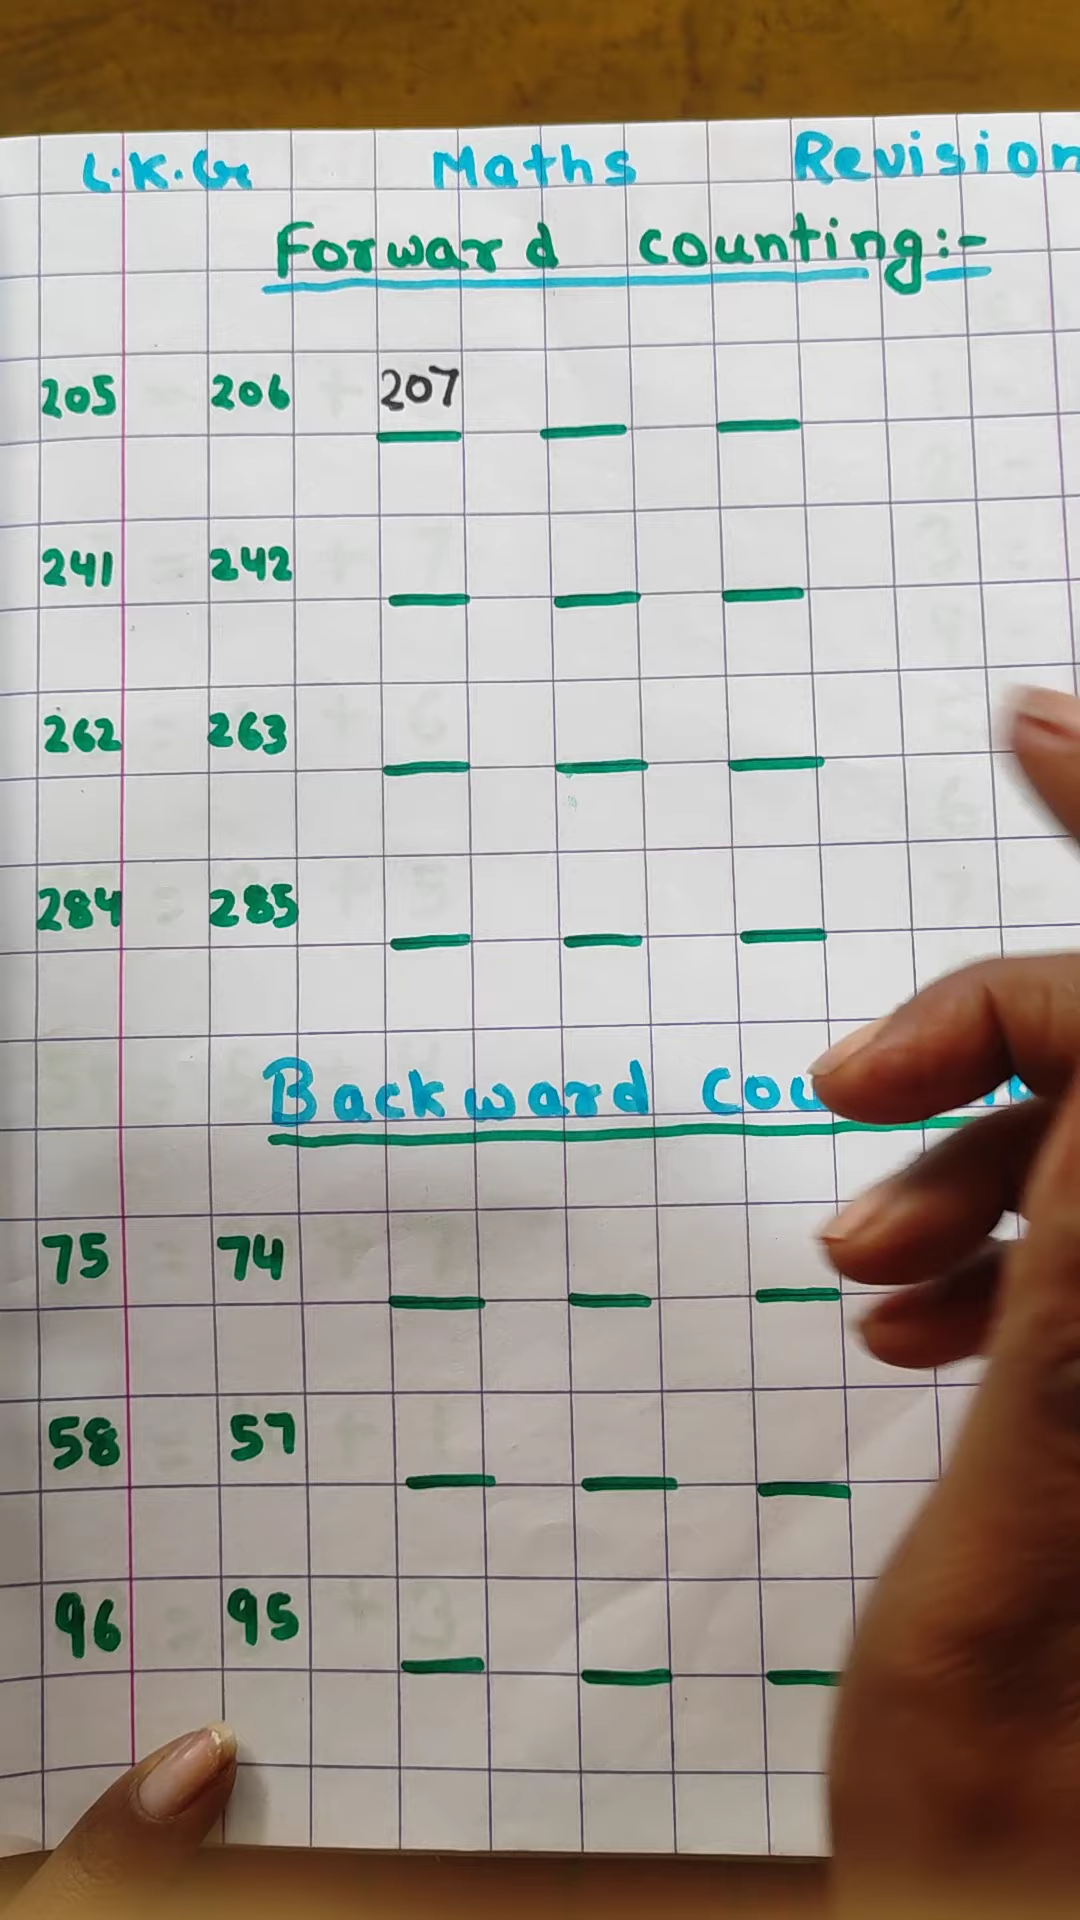 L.K.G Maths Revision
Forward counting:-
205 206 207
241 242
262 263
284 285
Backward
75 74
58 57
96 95